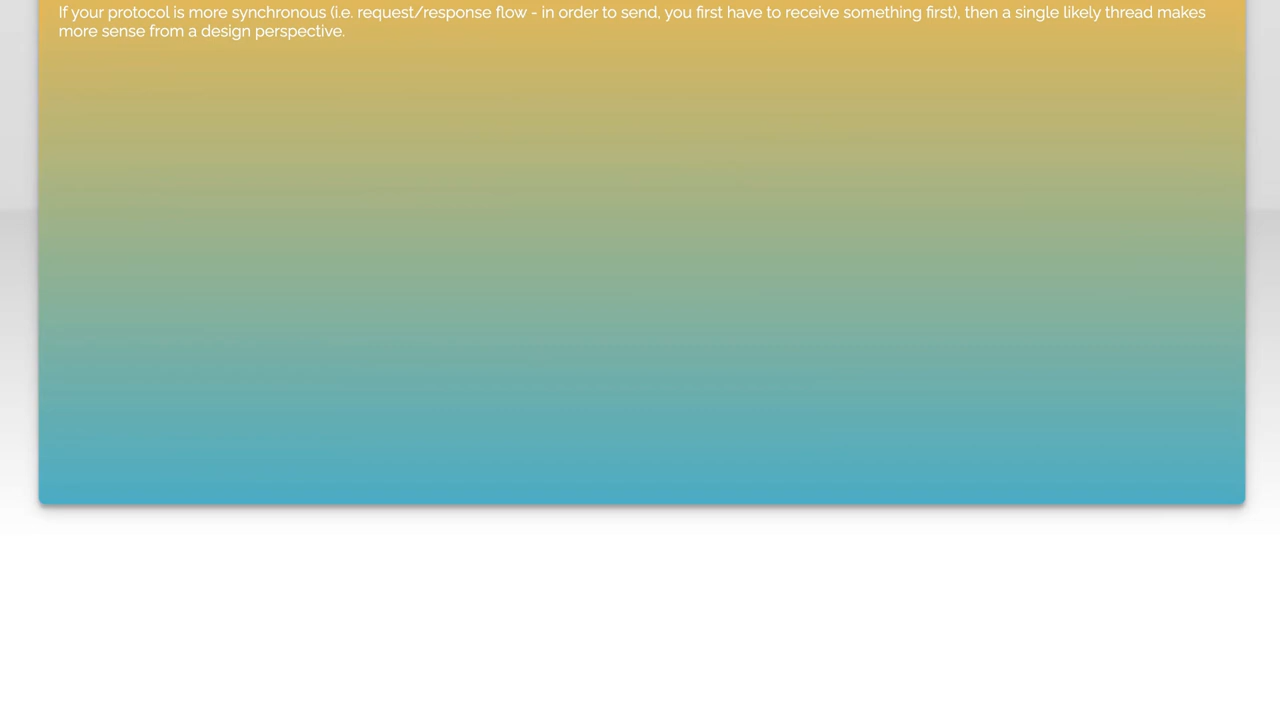 If your protocol is more synchronous (i.e. request/response flow - in order to send, you first have to receive something first), then a single likely thread makes
more sense from a design perspective.